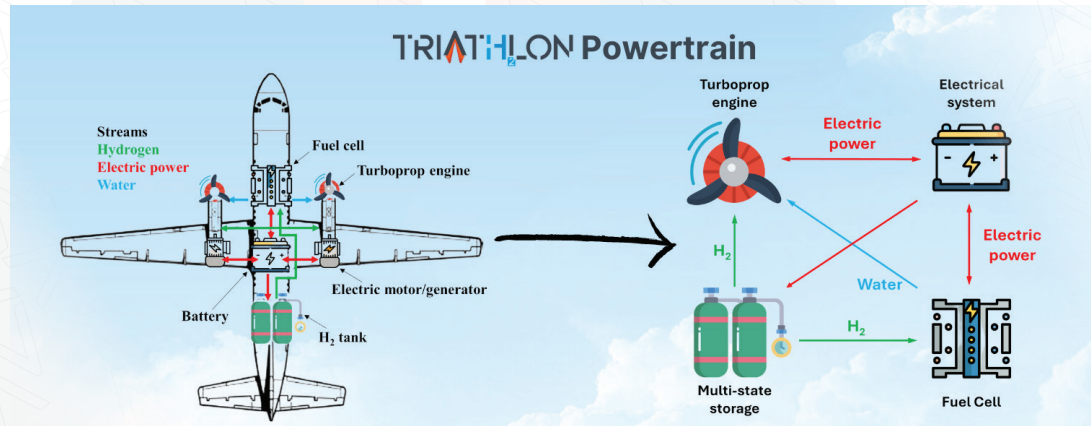 TRIATH2LON Powertrain
Streams
Hydrogen
Electric power
Water
Fuel cell
Turboprop engine
Electric motor/generator
Battery
H₂ tank
Turboprop
engine
Electrical
system
Electric
power
H₂
Water
Electric
power
H₂
Multi-state
storage
Fuel Cell